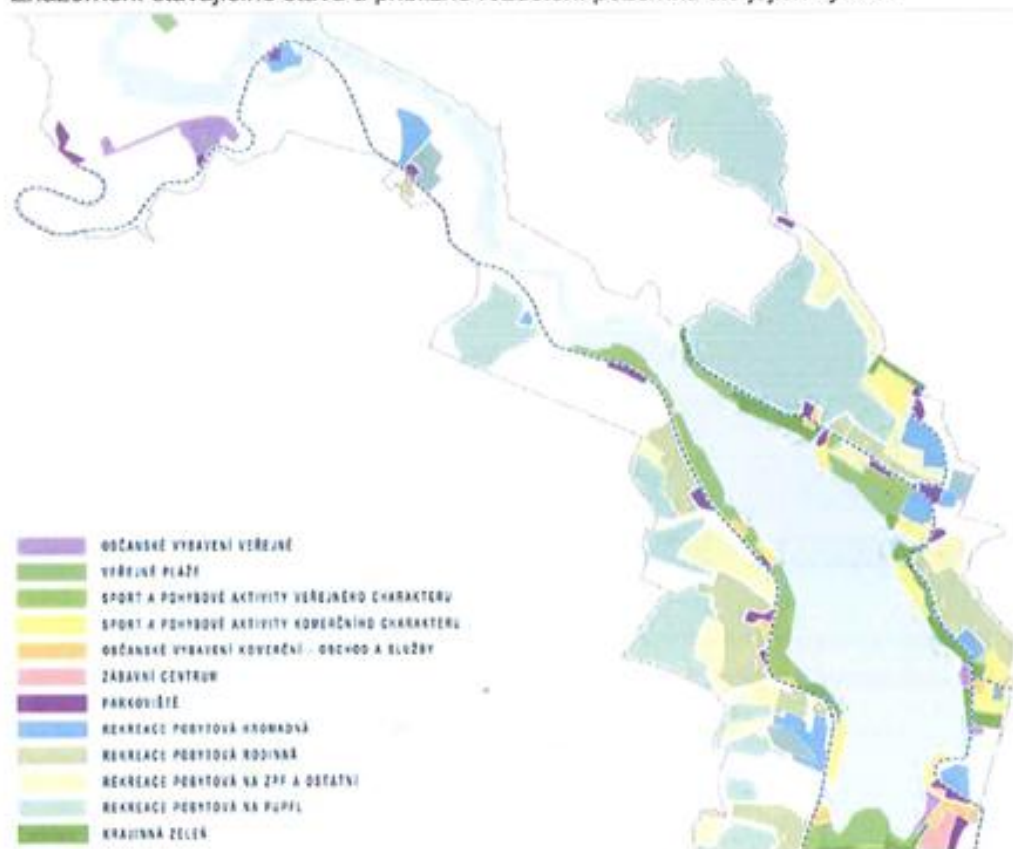 OBČANSKÉ VYBAVENÍ VEŘEJNÉ
VEŘEJNÉ PLÁŽE
SPORT A POHYBOVÉ AKTIVITY VEŘEJNÉHO CHARAKTERU
SPORT A POHYBOVÉ AKTIVITY KOMERČNÍHO CHARAKTERU
OBČANSKÉ VYBAVENÍ KOMERČNÍ - OBCHOD A SLUŽBY
ZÁBAVNÍ CENTRUM
PARKOVIŠTĚ
REKREACE POBYTOVÁ HROMADNÁ
REKREACE POBYTOVÁ RODINNÁ
REKREACE POBYTOVÁ NA ZPF A OSTATNÍ
REKREACE POBYTOVÁ NA PUPFL
KRAJINNÁ ZELEŇ